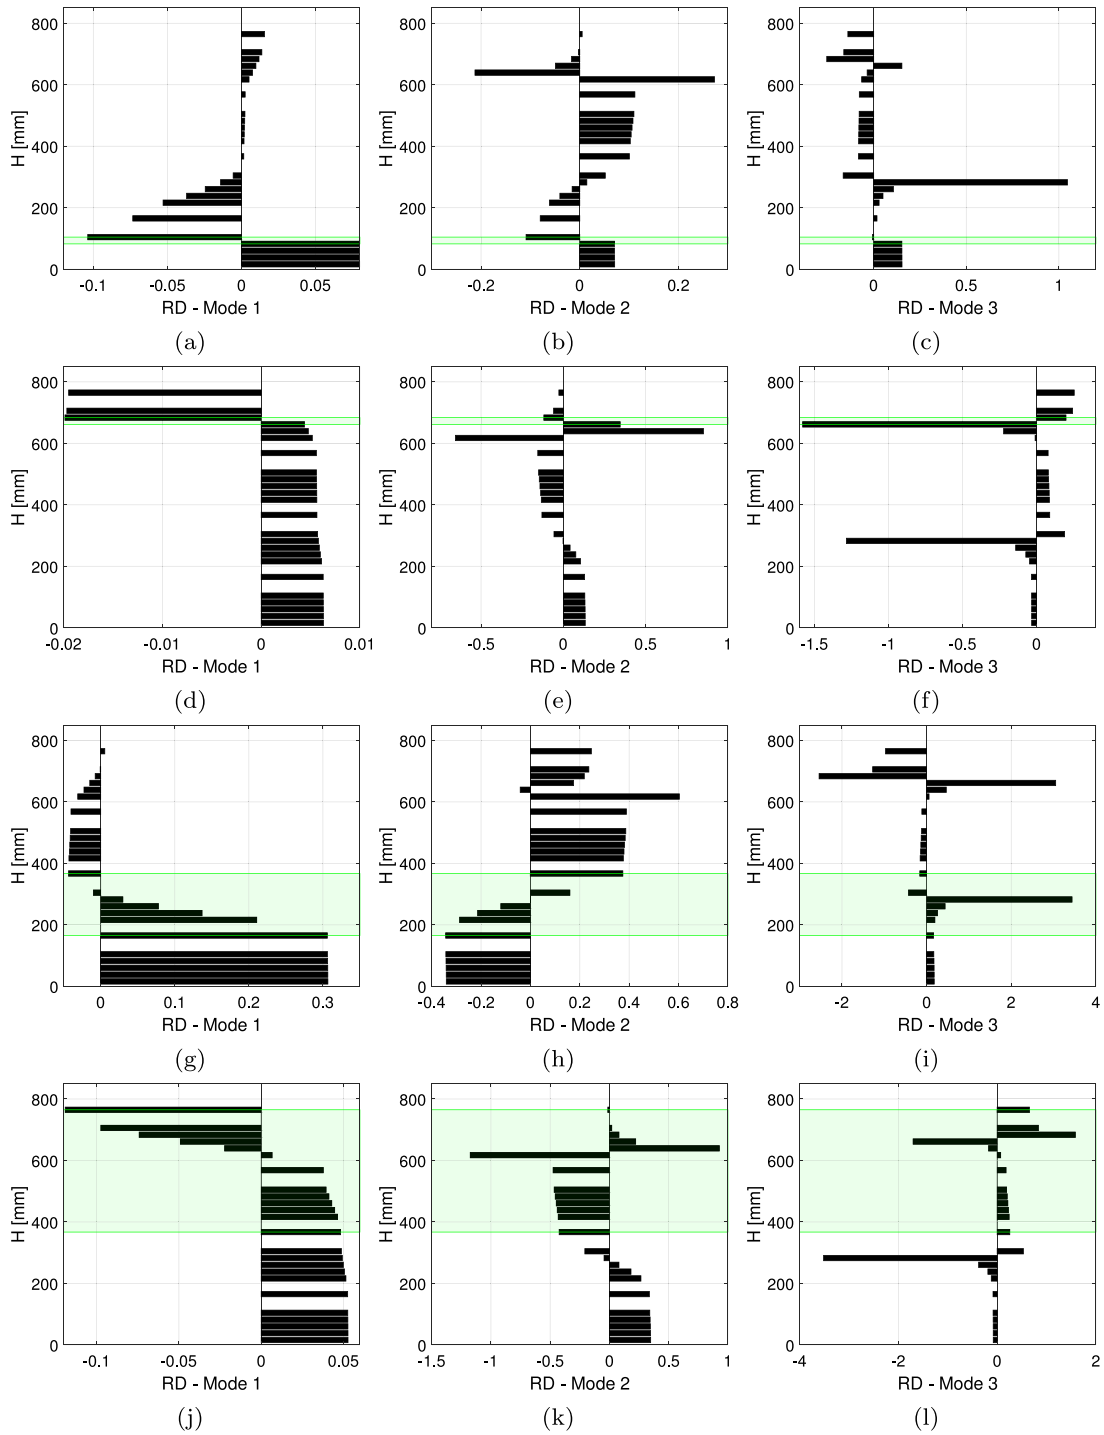 800
600
400
200
0
H [mm]
-0.1 -0.05 0 0.05
RD - Mode 1
(a)
800
600
400
200
0
H [mm]
-0.2 0 0.2
RD - Mode 2
(b)
800
600
400
200
0
H [mm]
0 0.5 1
RD - Mode 3
(c)
800
600
400
200
0
H [mm]
-0.02 -0.01 0 0.01
RD - Mode 1
(d)
800
600
400
200
0
H [mm]
-0.5 0 0.5 1
RD - Mode 2
(e)
800
600
400
200
0
H [mm]
-1.5 -1 -0.5 0
RD - Mode 3
(f)
800
600
400
200
0
H [mm]
0 0.1 0.2 0.3
RD - Mode 1
(g)
800
600
400
200
0
H [mm]
-0.4 -0.2 0 0.2 0.4 0.6 0.8
RD - Mode 2
(h)
800
600
400
200
0
H [mm]
-2 0 2 4
RD - Mode 3
(i)
800
600
400
200
0
H [mm]
-0.1 -0.05 0 0.05
RD - Mode 1
(j)
800
600
400
200
0
H [mm]
-1.5 -1 -0.5 0 0.5 1
RD - Mode 2
(k)
800
600
400
200
0
H [mm]
-4 -2 0 2
RD - Mode 3
(l)